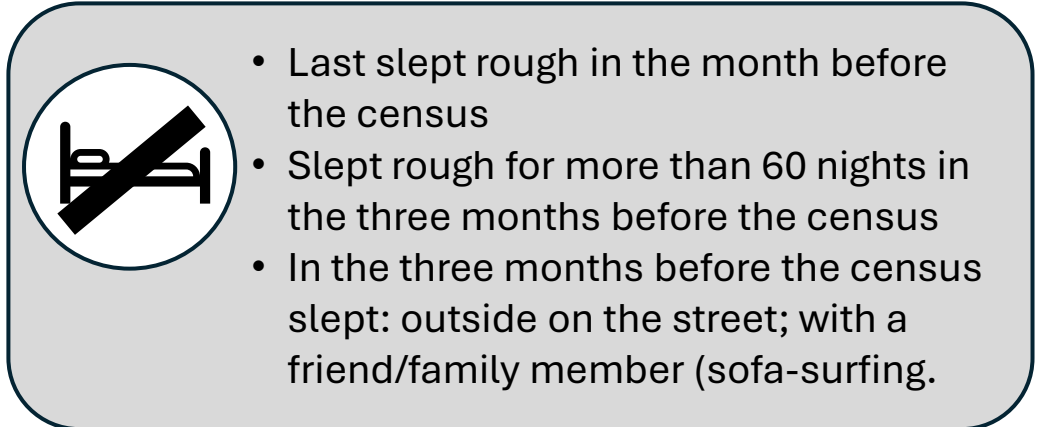 • Last slept rough in the month before
the census
• Slept rough for more than 60 nights in
the three months before the census
• In the three months before the census
slept: outside on the street; with a
friend/family member (sofa-surfing.